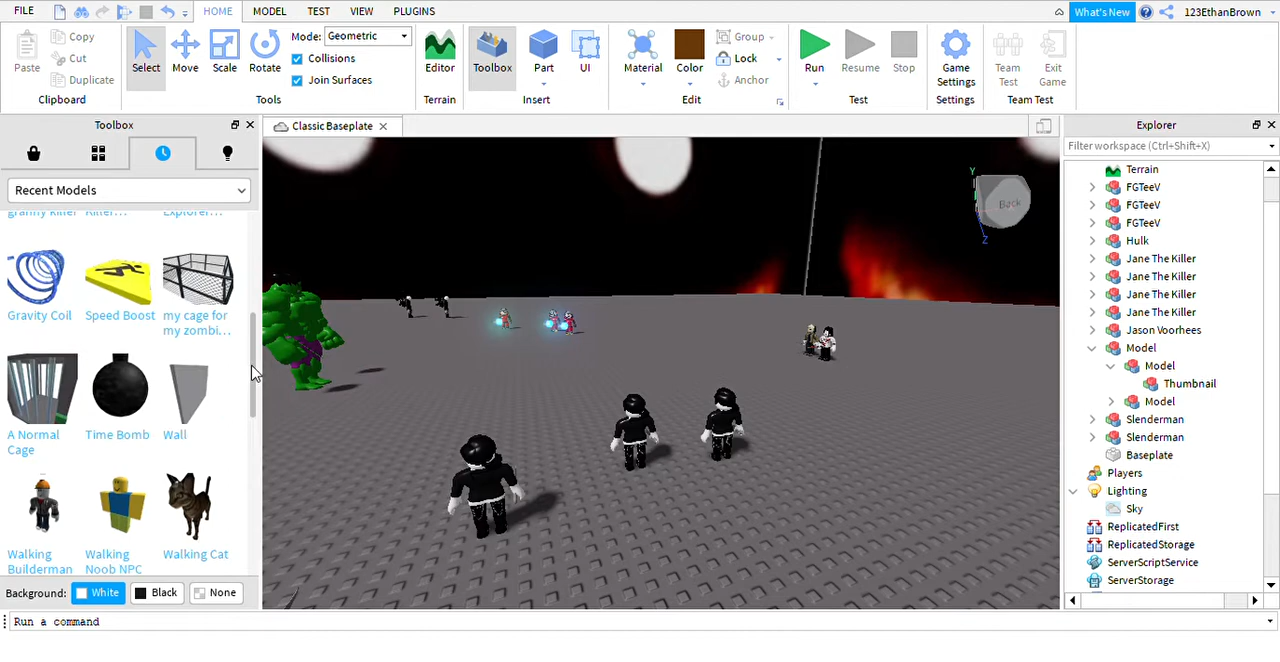 FILE HOME MODEL TEST VIEW PLUGINS What's New 123EthanBrown
Paste Copy Cut Duplicate
Clipboard
Select Move Scale Rotate
Mode: Geometric
Collisions
Join Surfaces
Tools
Editor
Terrain
Toolbox Part UI
Insert
Material Color
Group
Lock
Anchor
Edit
Run Resume Stop
Test
Game
Settings
Settings
Team
Test
Exit
Game
Team Test
Toolbox
Recent Models
granny Killer Killer... Explorer...
Gravity Coil
Speed Boost
my cage for
my zombi...
A Normal
Cage
Time Bomb
Wall
Walking
Builderman
Walking
Noob NPC
Walking Cat
Background: White Black None
Classic Baseplate
Y
Back
Z
Explorer
Filter workspace (Ctrl+Shift+X)
Terrain
FGTeeV
FGTeeV
FGTeeV
Hulk
Jane The Killer
Jane The Killer
Jane The Killer
Jane The Killer
Jason Voorhees
Model
Model
Thumbnail
Model
Slenderman
Slenderman
Baseplate
Players
Lighting
Sky
ReplicatedFirst
ReplicatedStorage
ServerScriptService
ServerStorage
Run a command